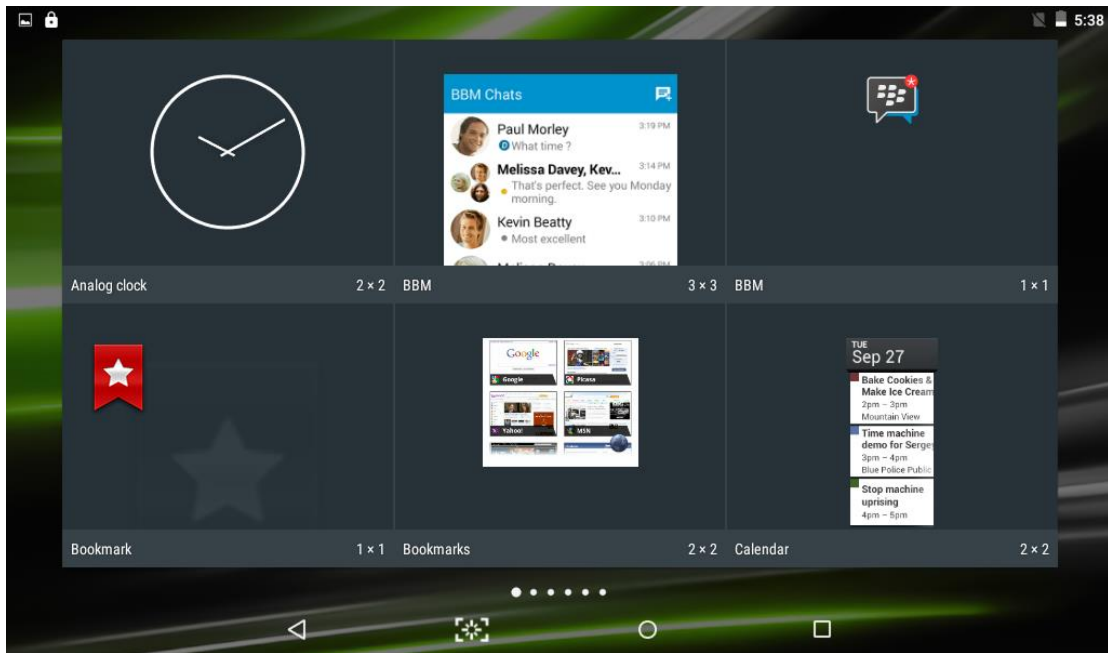 5:38
BBM Chats
Paul Morley
3:19 PM
What time ?
Melissa Davey, Kev...
3:14 PM
That's perfect. See you Monday
morning.
Kevin Beatty
3:10 PM
Most excellent
Analog clock
2 × 2
BBM
3 × 3
BBM
1 × 1
Google
Google
Picasa
Yahoo!
MSN
TUE
Sep 27
Bake Cookies &
Make Ice Cream
2pm – 3pm
Mountain View
Time machine
demo for Sergey
3pm – 4pm
Blue Police Public
Stop machine
uprising
4pm – 5pm
Bookmark
1 × 1
Bookmarks
2 × 2
Calendar
2 × 2